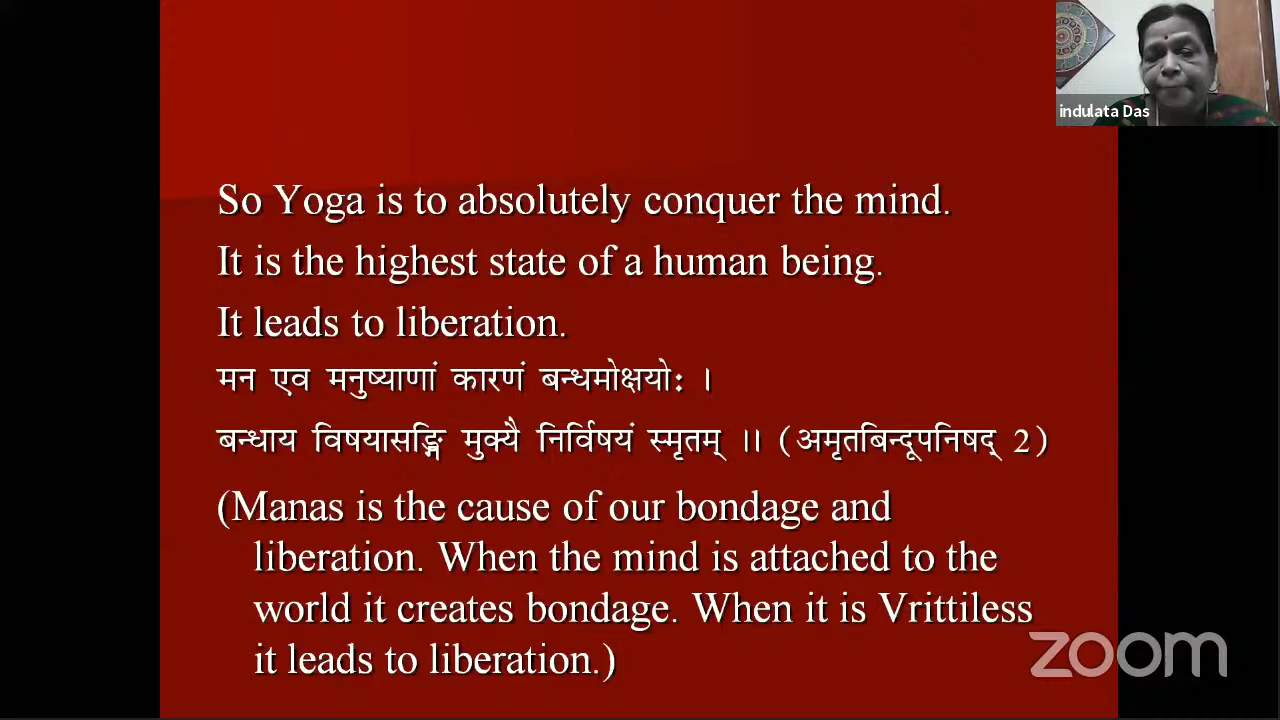 indulata Das
So Yoga is to absolutely conquer the mind.
It is the highest state of a human being.
It leads to liberation.
मन एव मनुष्याणां कारणं बन्धमोक्षयोः ।
बन्धाय विषयासङ्गि मुक्यै निर्विषयं स्मृतम् ।। (अमृतबिन्दूपनिषद् 2)
(Manas is the cause of our bondage and
liberation. When the mind is attached to the
world it creates bondage. When it is Vrittiless
it leads to liberation.)
zoom